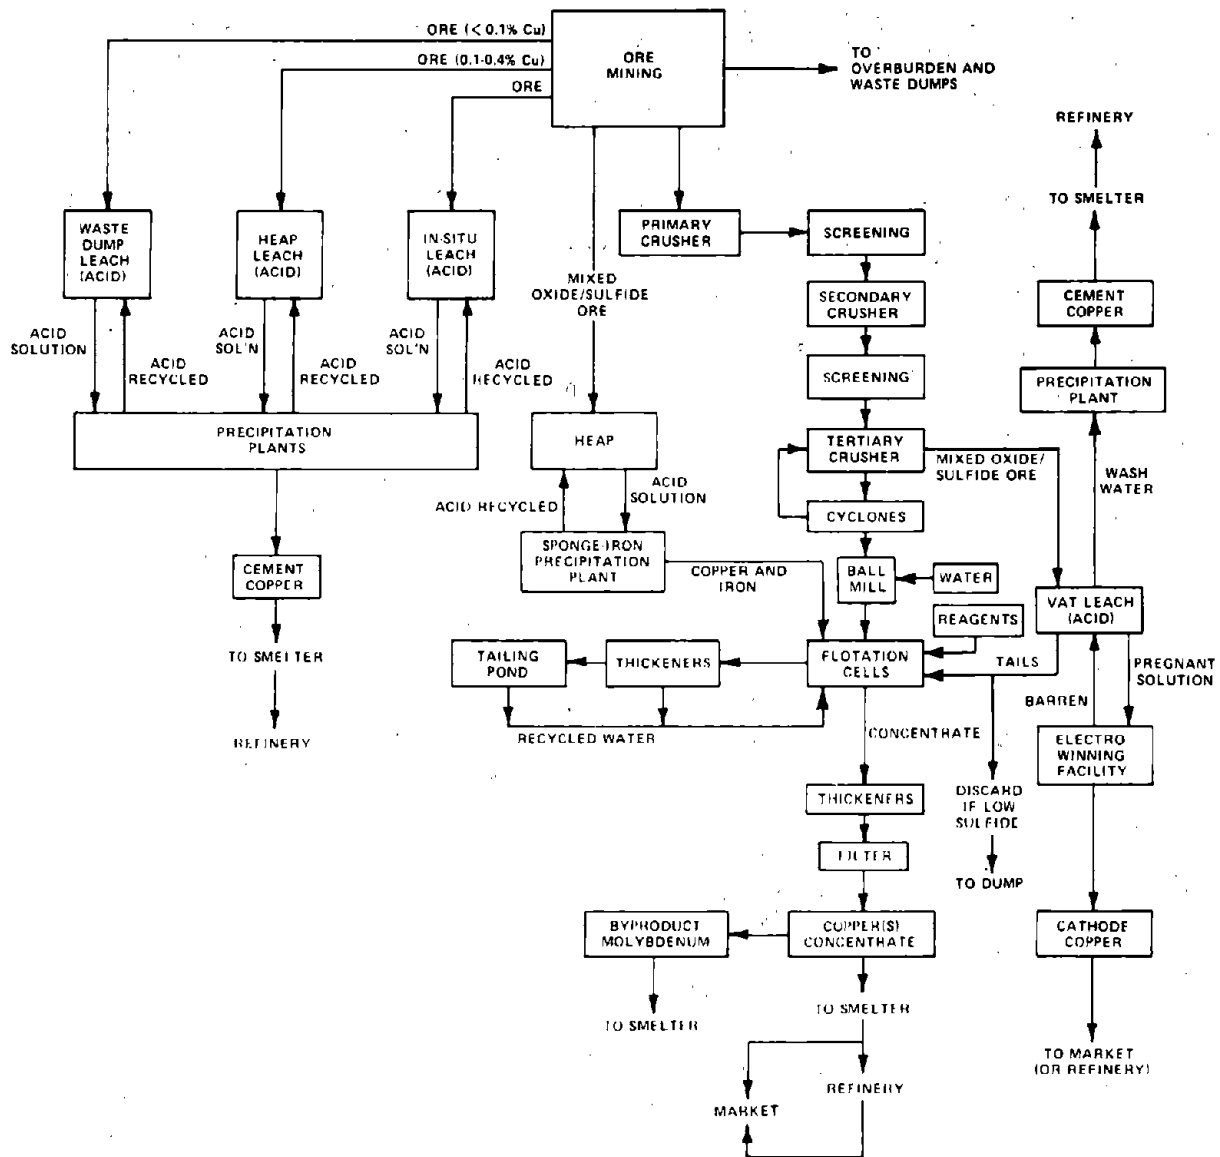 ORE (< 0.1% Cu)
ORE (0.1-0.4% Cu)
ORE
ORE
MINING
TO
OVERBURDEN AND
WASTE DUMPS
REFINERY
TO SMELTER
WASTE
DUMP
LEACH
(ACID)
HEAP
LEACH
(ACID)
IN-SITU
LEACH
(ACID)
PRIMARY
CRUSHER
SCREENING
MIXED
OXIDE/SULFIDE
ORE
SECONDARY
CRUSHER
CEMENT
COPPER
ACID
SOLUTION
ACID
RECYCLED
ACID
SOL'N
ACID
RECYCLED
ACID
SOL'N
ACID
RECYCLED
SCREENING
PRECIPITATION
PLANT
PRECIPITATION
PLANTS
HEAP
TERTIARY
CRUSHER
MIXED OXIDE/
SULFIDE ORE
WASH
WATER
ACID RECYCLED
ACID
SOLUTION
CYCLONES
SPONGE-IRON
PRECIPITATION
PLANT
COPPER AND
IRON
BALL
MILL
WATER
CEMENT
COPPER
REAGENTS
VAT LEACH
(ACID)
TO SMELTER
TAILING
POND
THICKENERS
FLOTATION
CELLS
TAILS
PREGNANT
SOLUTION
BARREN
RECYCLED WATER
CONCENTRATE
REFINERY
ELECTRO
WINNING
FACILITY
THICKENERS
DISCARD
IF LOW
SULFIDE
FILTER
TO DUMP
BYPRODUCT
MOLYBDENUM
COPPER(S)
CONCENTRATE
CATHODE
COPPER
TO SMELTER
TO SMELTER
TO MARKET
(OR REFINERY)
REFINERY
MARKET